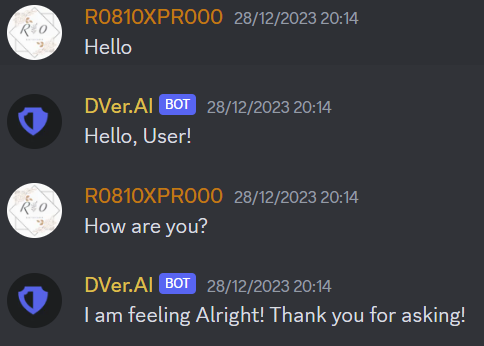 R0810XPR000 28/12/2023 20:14
Hello
DVer.AI BOT 28/12/2023 20:14
Hello, User!
R0810XPR000 28/12/2023 20:14
How are you?
DVer.AI BOT 28/12/2023 20:14
I am feeling Alright! Thank you for asking!